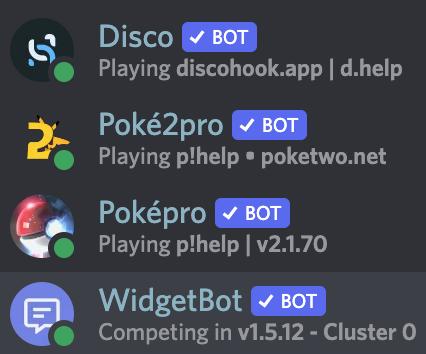 Disco ✓ BOT
Playing discohook.app | d.help
Poké2pro ✓ BOT
Playing p!help • poketwo.net
Poképro ✓ BOT
Playing p!help | v2.1.70
WidgetBot ✓ BOT
Competing in v1.5.12 - Cluster 0